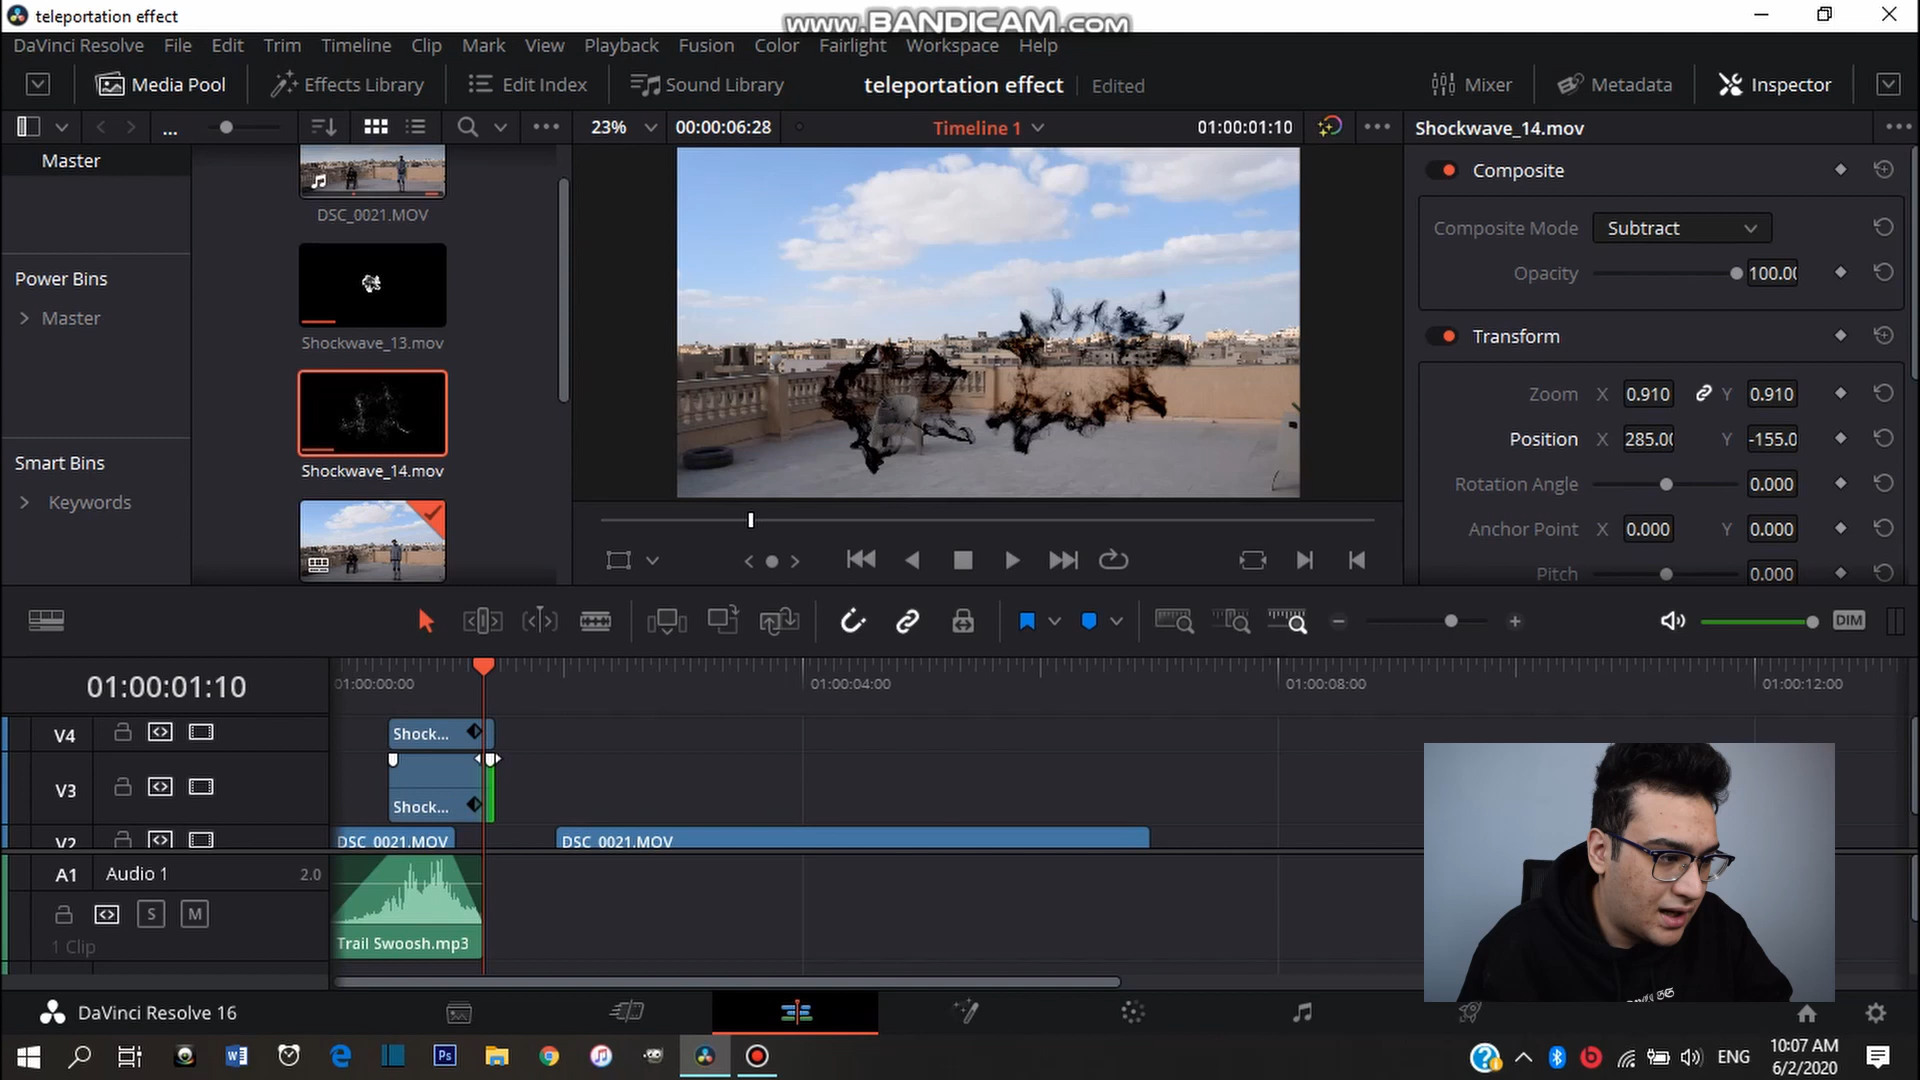 teleportation effect
www.BANDICAM.com
DaVinci Resolve File Edit Trim Timeline Clip Mark View Playback Fusion Color Fairlight Workspace Help
Media Pool Effects Library Edit Index Sound Library teleportation effect Edited Mixer Metadata Inspector
... 23% 00:00:06:28 Timeline 1 01:00:01:10 Shockwave_14.mov
Master
Power Bins
Master
Smart Bins
Keywords
DSC_0021.MOV
Shockwave_13.mov
Shockwave_14.mov
Composite
Composite Mode Subtract
Opacity 100.00
Transform
Zoom X 0.910 Y 0.910
Position X 285.00 Y -155.0
Rotation Angle 0.000
Anchor Point X 0.000 Y 0.000
Pitch 0.000
DIM
01:00:01:10
01:00:00:00 01:00:04:00 01:00:08:00 01:00:12:00
V4 Shock...
V3 Shock...
V2 DSC_0021.MOV DSC_0021.MOV
A1 Audio 1 2.0
S M
1 Clip
Trail Swoosh.mp3
DaVinci Resolve 16
W Ps ENG 10:07 AM
6/2/2020